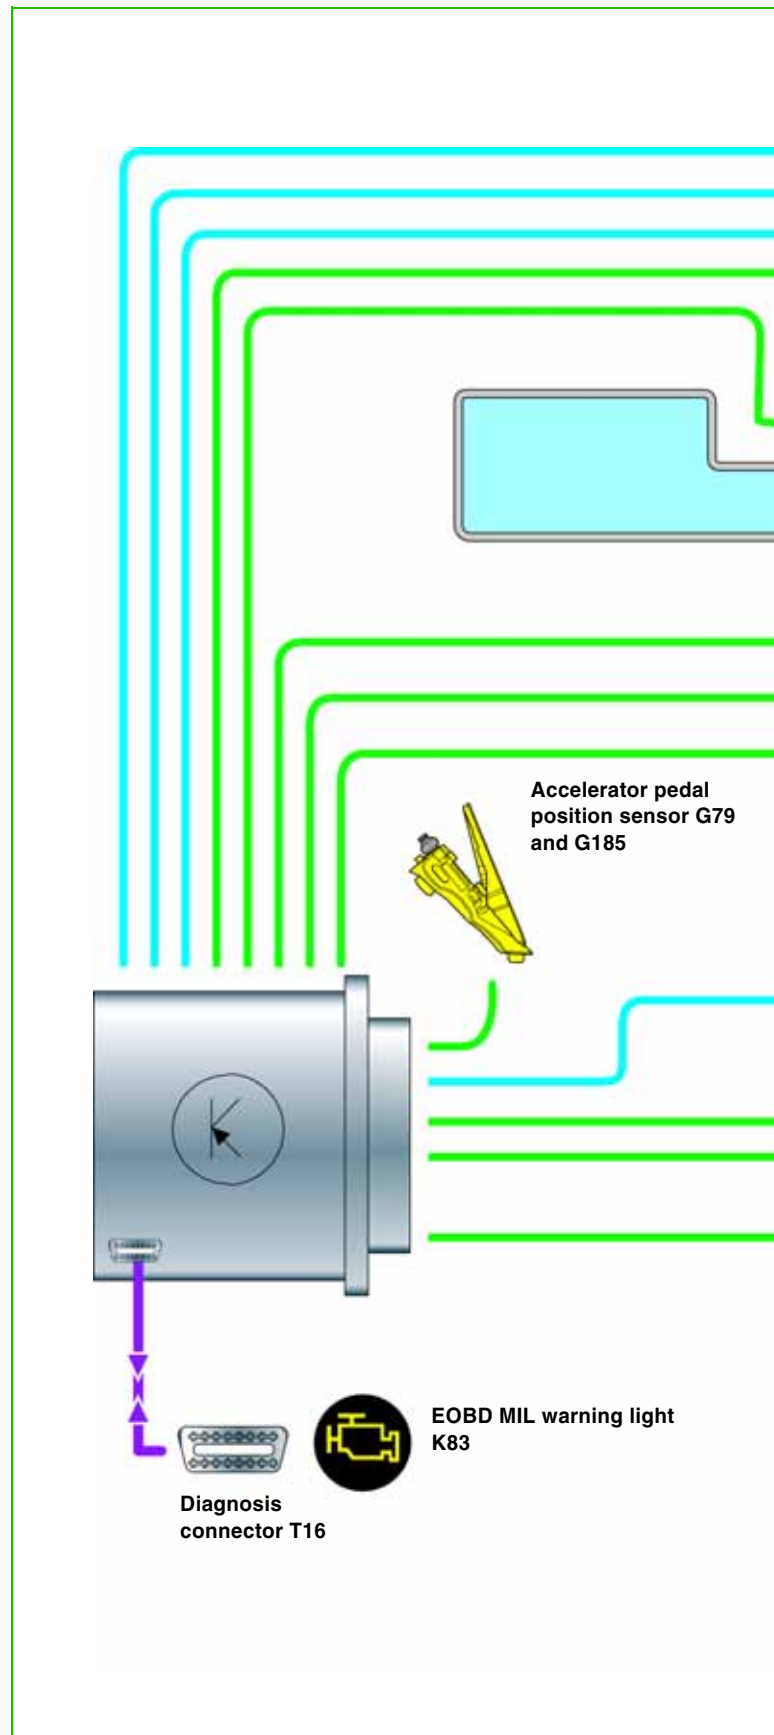 Accelerator pedal
position sensor G79
and G185
EOBD MIL warning light
K83
Diagnosis
connector T16